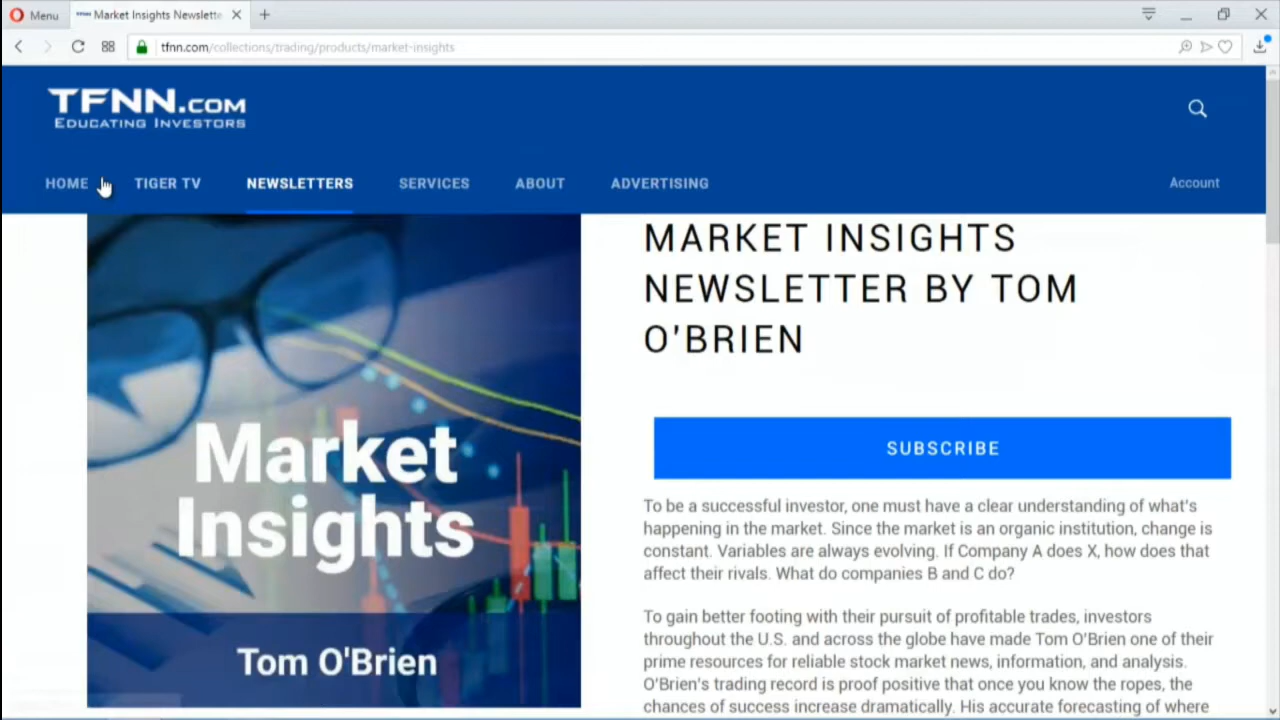 Menu
Market Insights Newslette
tfnn.com/collections/trading/products/market-insights
TFNN.COM
EDUCATING INVESTORS
HOME
TIGER TV
NEWSLETTERS
SERVICES
ABOUT
ADVERTISING
Account
Market
Insights
Tom O'Brien
MARKET INSIGHTS
NEWSLETTER BY TOM
O'BRIEN
SUBSCRIBE
To be a successful investor, one must have a clear understanding of what's
happening in the market. Since the market is an organic institution, change is
constant. Variables are always evolving. If Company A does X, how does that
affect their rivals. What do companies B and C do?
To gain better footing with their pursuit of profitable trades, investors
throughout the U.S. and across the globe have made Tom O'Brien one of their
prime resources for reliable stock market news, information, and analysis.
O'Brien's trading record is proof positive that once you know the ropes, the
chances of success increase dramatically. His accurate forecasting of where